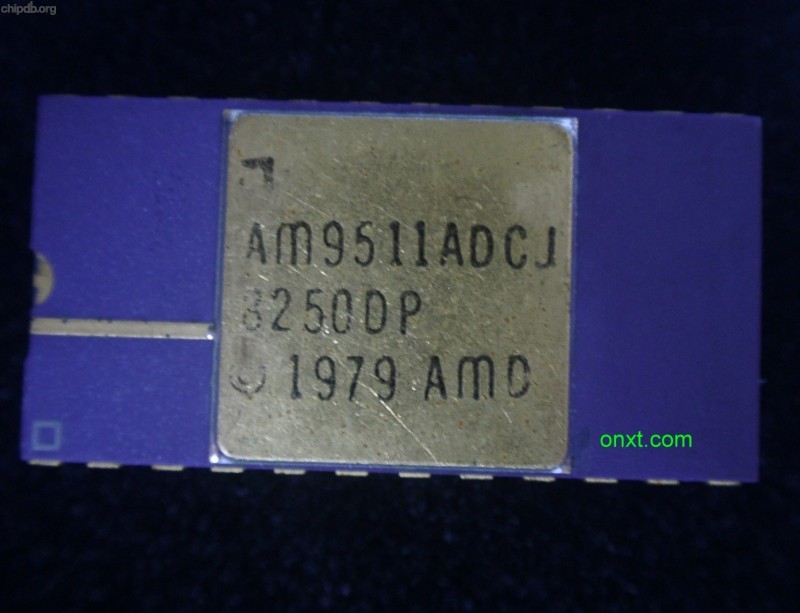 chipdb.org
AM9511ADCJ
8250DP
© 1979 AMD
onxt.com